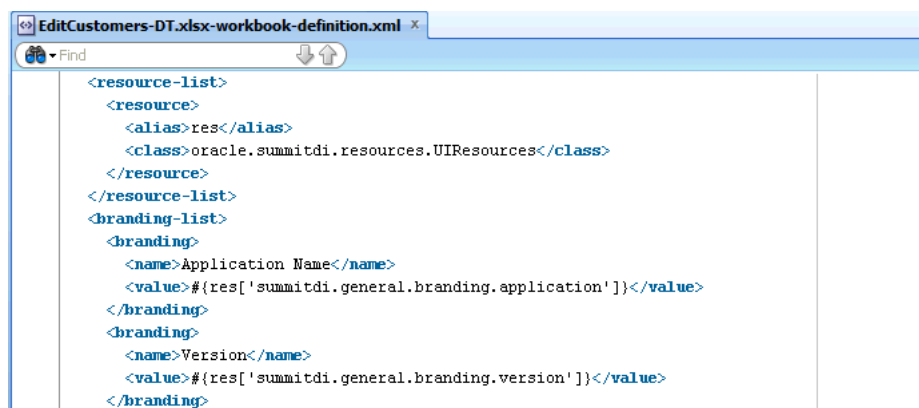 EditCustomers-DT.xlsx-workbook-definition.xml ×
Find
<resource-list>
<resource>
<alias>res</alias>
<class>oracle.summitdi.resources.UIResources</class>
</resource>
</resource-list>
<branding-list>
<branding>
<name>Application Name</name>
<value>#{res['summitdi.general.branding.application']}</value>
</branding>
<branding>
<name>Version</name>
<value>#{res['summitdi.general.branding.version']}</value>
</branding>